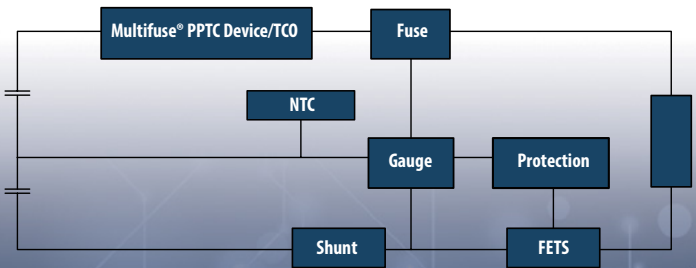 Multifuse® PPTC Device/TCO
Fuse
NTC
Gauge
Protection
Shunt
FETS